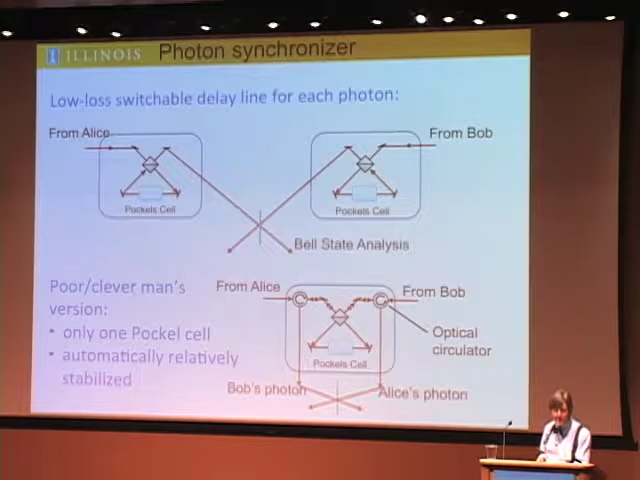 I ILLINOIS Photon synchronizer
Low-loss switchable delay line for each photon:
From Alice
From Bob
Pockels Cell
Pockels Cell
Bell State Analysis
Poor/clever man's
version:
• only one Pockel cell
• automatically relatively
stabilized
From Alice
From Bob
Optical
circulator
Pockels Cell
Bob's photon
Alice's photon